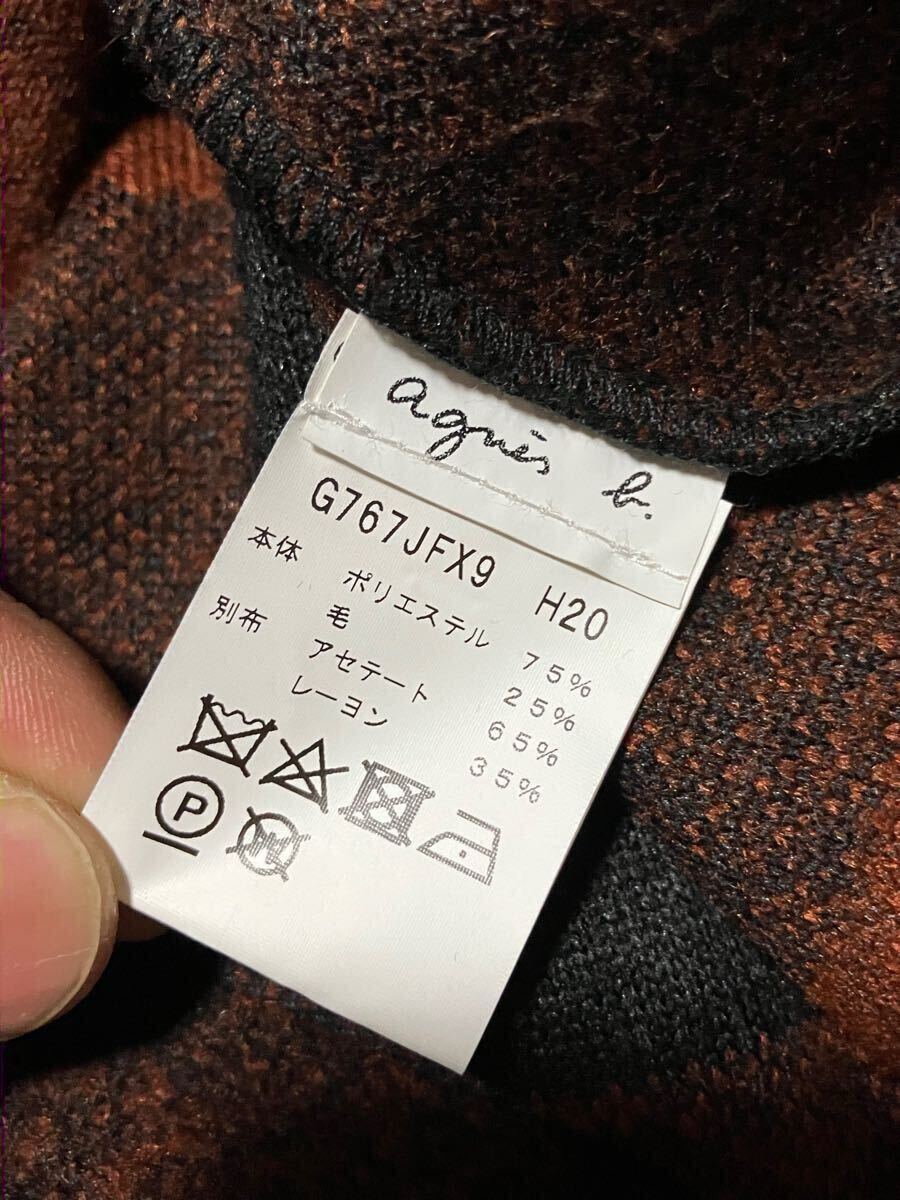 agnès b.
G767JFX9 H20
本体 ポリエステル 75%
毛 25%
別布 アセテート 65%
レーヨン 35%
P
W